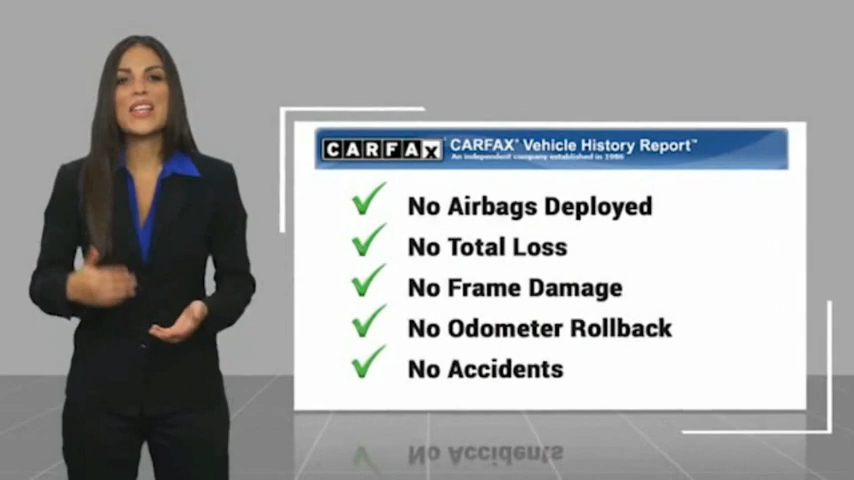 CARFAX CARFAX® Vehicle History Report™
An independent company established in 1986
No Airbags Deployed
No Total Loss
No Frame Damage
No Odometer Rollback
No Accidents
No Accidents